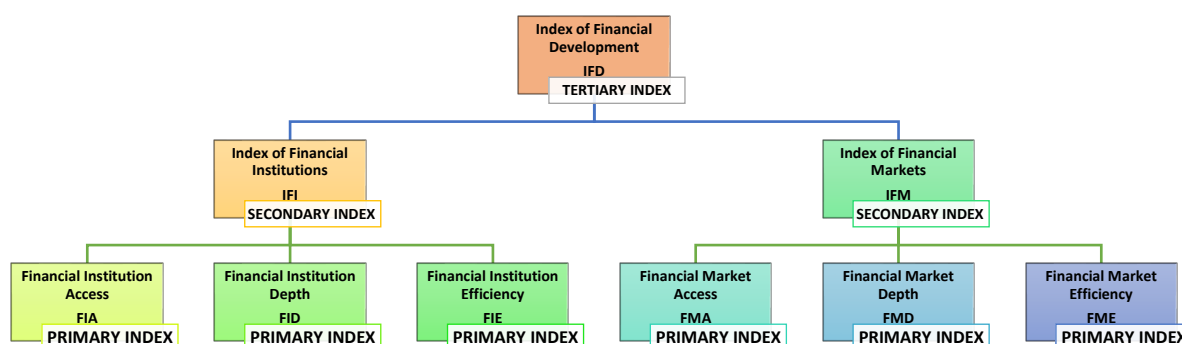 Index of Financial
Development
IFD
TERTIARY INDEX
Index of Financial
Institutions
IFI
SECONDARY INDEX
Index of Financial
Markets
IFM
SECONDARY INDEX
Financial Institution
Access
FIA
PRIMARY INDEX
Financial Institution
Depth
FID
PRIMARY INDEX
Financial Institution
Efficiency
FIE
PRIMARY INDEX
Financial Market
Access
FMA
PRIMARY INDEX
Financial Market
Depth
FMD
PRIMARY INDEX
Financial Market
Efficiency
FME
PRIMARY INDEX